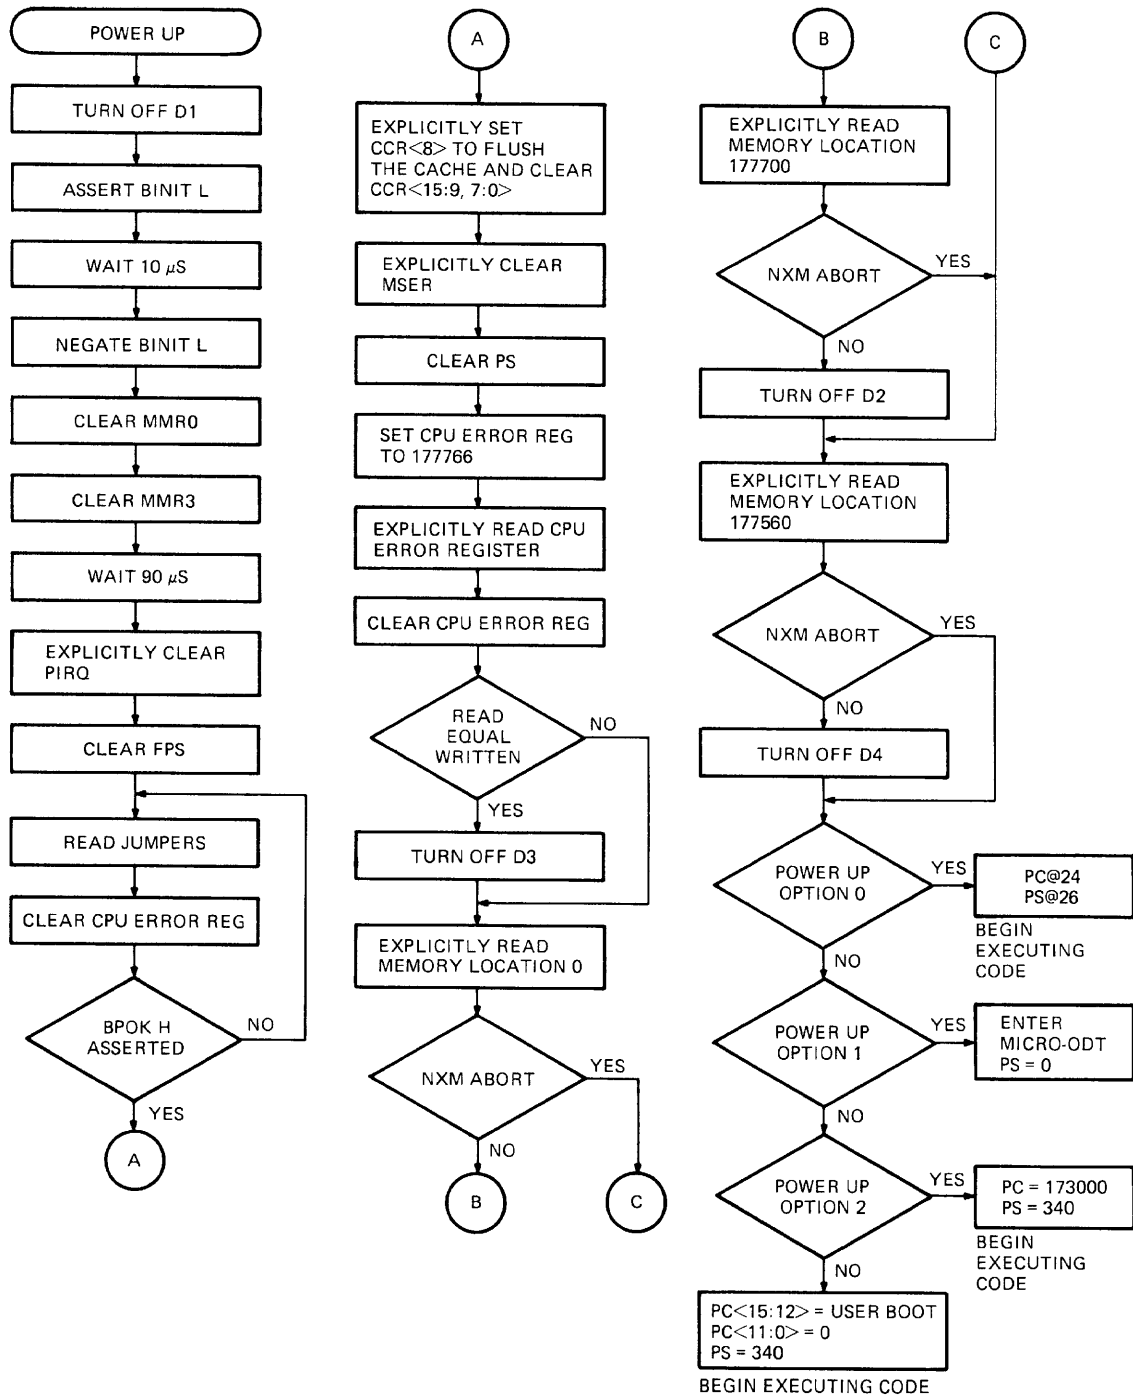 POWER UP
TURN OFF D1
ASSERT BINIT L
WAIT 10 μS
NEGATE BINIT L
CLEAR MMR0
CLEAR MMR3
WAIT 90 μS
EXPLICITLY CLEAR
PIRQ
CLEAR FPS
READ JUMPERS
CLEAR CPU ERROR REG
BPOK H
ASSERTED
NO
YES
A
A
EXPLICITLY SET
CCR<8> TO FLUSH
THE CACHE AND CLEAR
CCR<15:9, 7:0>
EXPLICITLY CLEAR
MSER
CLEAR PS
SET CPU ERROR REG
TO 177766
EXPLICITLY READ CPU
ERROR REGISTER
CLEAR CPU ERROR REG
READ
EQUAL
WRITTEN
NO
YES
TURN OFF D3
EXPLICITLY READ
MEMORY LOCATION 0
NXM ABORT
YES
NO
B
C
B
C
EXPLICITLY READ
MEMORY LOCATION
177700
NXM ABORT
YES
NO
TURN OFF D2
EXPLICITLY READ
MEMORY LOCATION
177560
NXM ABORT
YES
NO
TURN OFF D4
POWER UP
OPTION 0
YES
PC@24
PS@26
BEGIN
EXECUTING
CODE
NO
POWER UP
OPTION 1
YES
ENTER
MICRO-ODT
PS = 0
NO
POWER UP
OPTION 2
YES
PC = 173000
PS = 340
BEGIN
EXECUTING
CODE
NO
PC<15:12> = USER BOOT
PC<11:0> = 0
PS = 340
BEGIN EXECUTING CODE